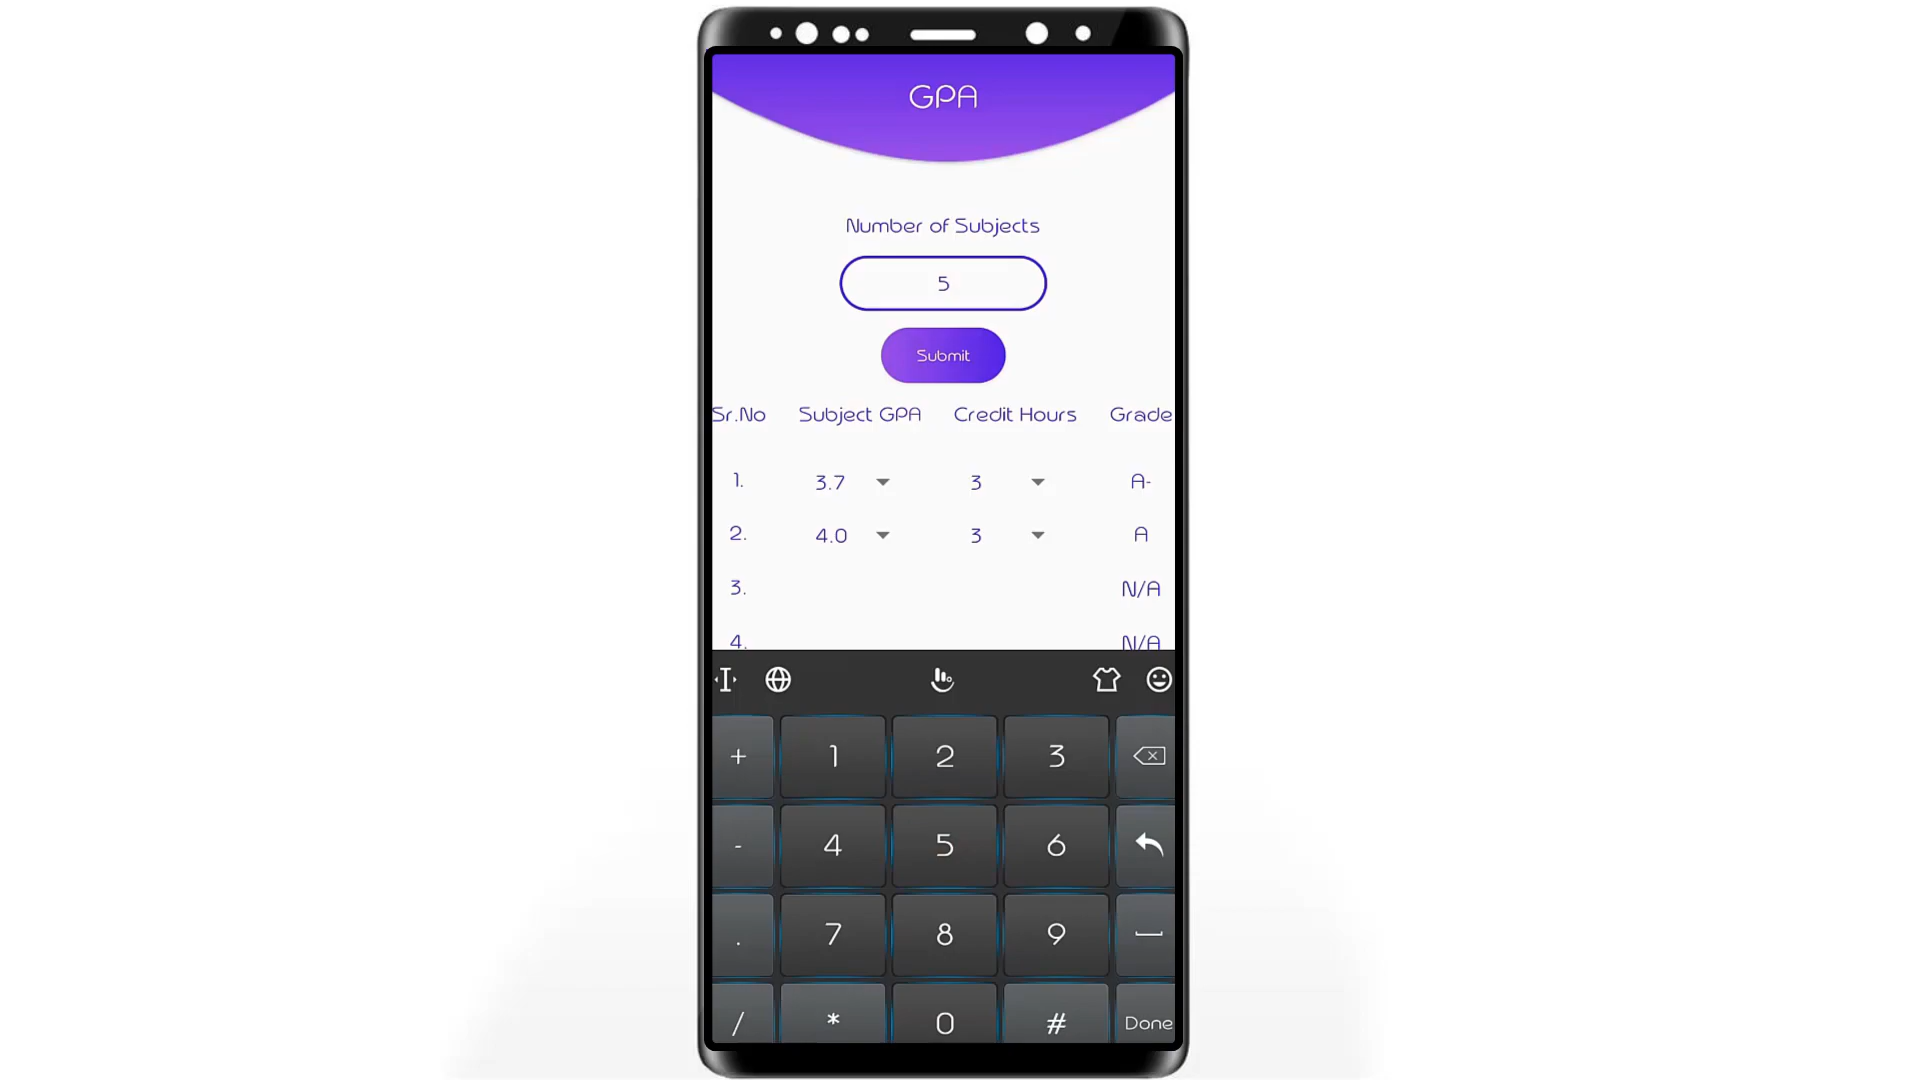 GPA
Number of Subjects
5
Submit
Sr.No Subject GPA Credit Hours Grade
1. 3.7 3 A-
2. 4.0 3 A
3. N/A
4. N/A
+ 1 2 3
- 4 5 6
. 7 8 9
/ * 0 # Done